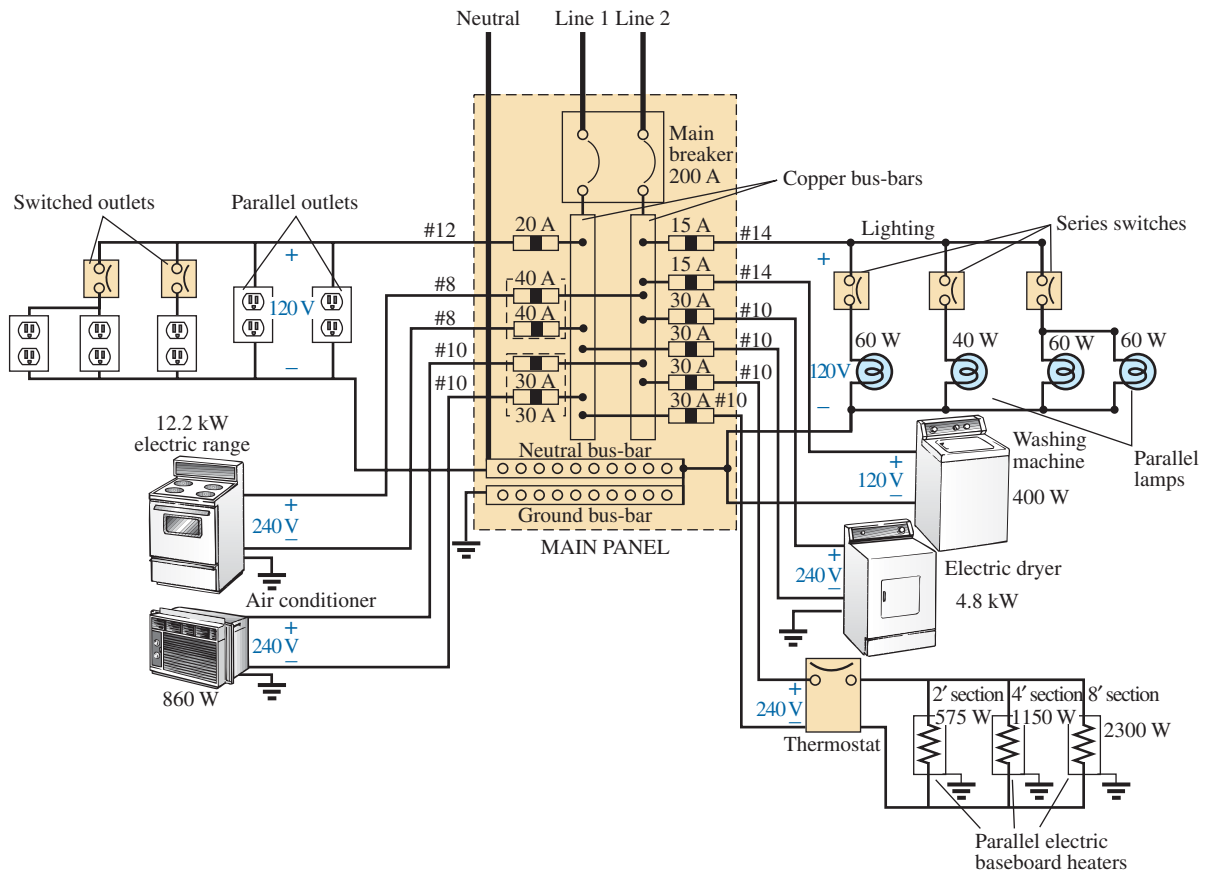 Neutral
Line 1 Line 2
Main
breaker
200 A
Copper bus-bars
Switched outlets
Parallel outlets
#12
20 A
15 A
#14
Lighting
Series switches
+
120 V
–
40 A
#8
40 A
#8
#10
30 A
#10
30 A
15 A
#14
30 A
#10
30 A
#10
30 A
#10
30 A
#10
+
120V
–
60 W
40 W
60 W
60 W
12.2 kW
electric range
Neutral bus-bar
Ground bus-bar
MAIN PANEL
Washing
machine
400 W
Parallel
lamps
+
120 V
–
+
240 V
–
Air conditioner
+
240 V
–
860 W
+
240 V
–
Electric dryer
4.8 kW
+
240 V
–
Thermostat
2′ section
575 W
4′ section
1150 W
8′ section
2300 W
Parallel electric
baseboard heaters